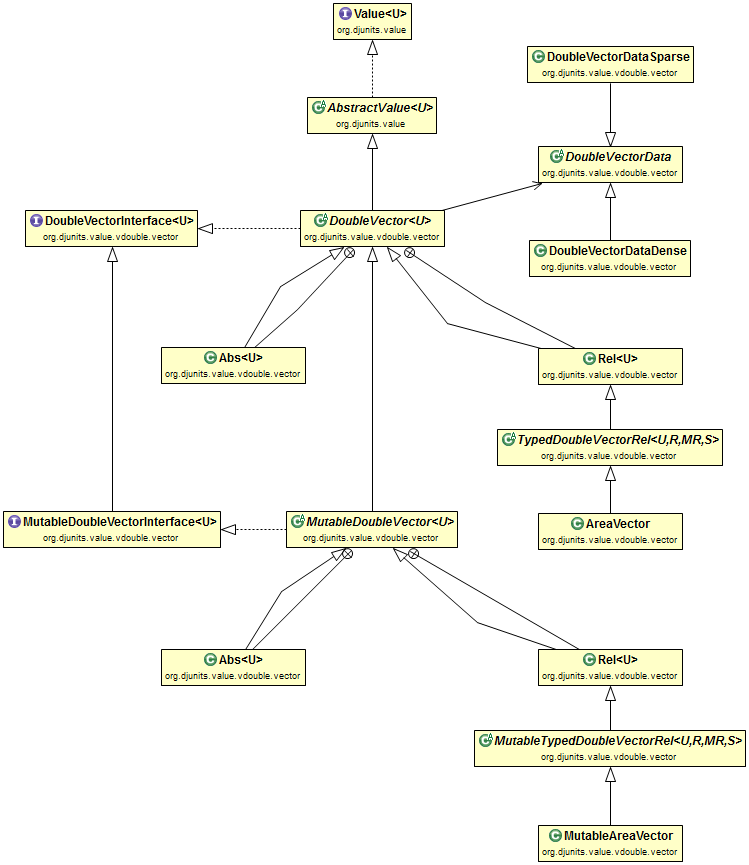 Value<U>
org.djunits.value
DoubleVectorDataSparse
org.djunits.value.vdouble.vector
AbstractValue<U>
org.djunits.value
DoubleVectorData
org.djunits.value.vdouble.vector
DoubleVectorInterface<U>
org.djunits.value.vdouble.vector
DoubleVector<U>
org.djunits.value.vdouble.vector
DoubleVectorDataDense
org.djunits.value.vdouble.vector
Abs<U>
org.djunits.value.vdouble.vector
Rel<U>
org.djunits.value.vdouble.vector
TypedDoubleVectorRel<U,R,MR,S>
org.djunits.value.vdouble.vector
MutableDoubleVectorInterface<U>
org.djunits.value.vdouble.vector
MutableDoubleVector<U>
org.djunits.value.vdouble.vector
AreaVector
org.djunits.value.vdouble.vector
Abs<U>
org.djunits.value.vdouble.vector
Rel<U>
org.djunits.value.vdouble.vector
MutableTypedDoubleVectorRel<U,R,MR,S>
org.djunits.value.vdouble.vector
MutableAreaVector
org.djunits.value.vdouble.vector